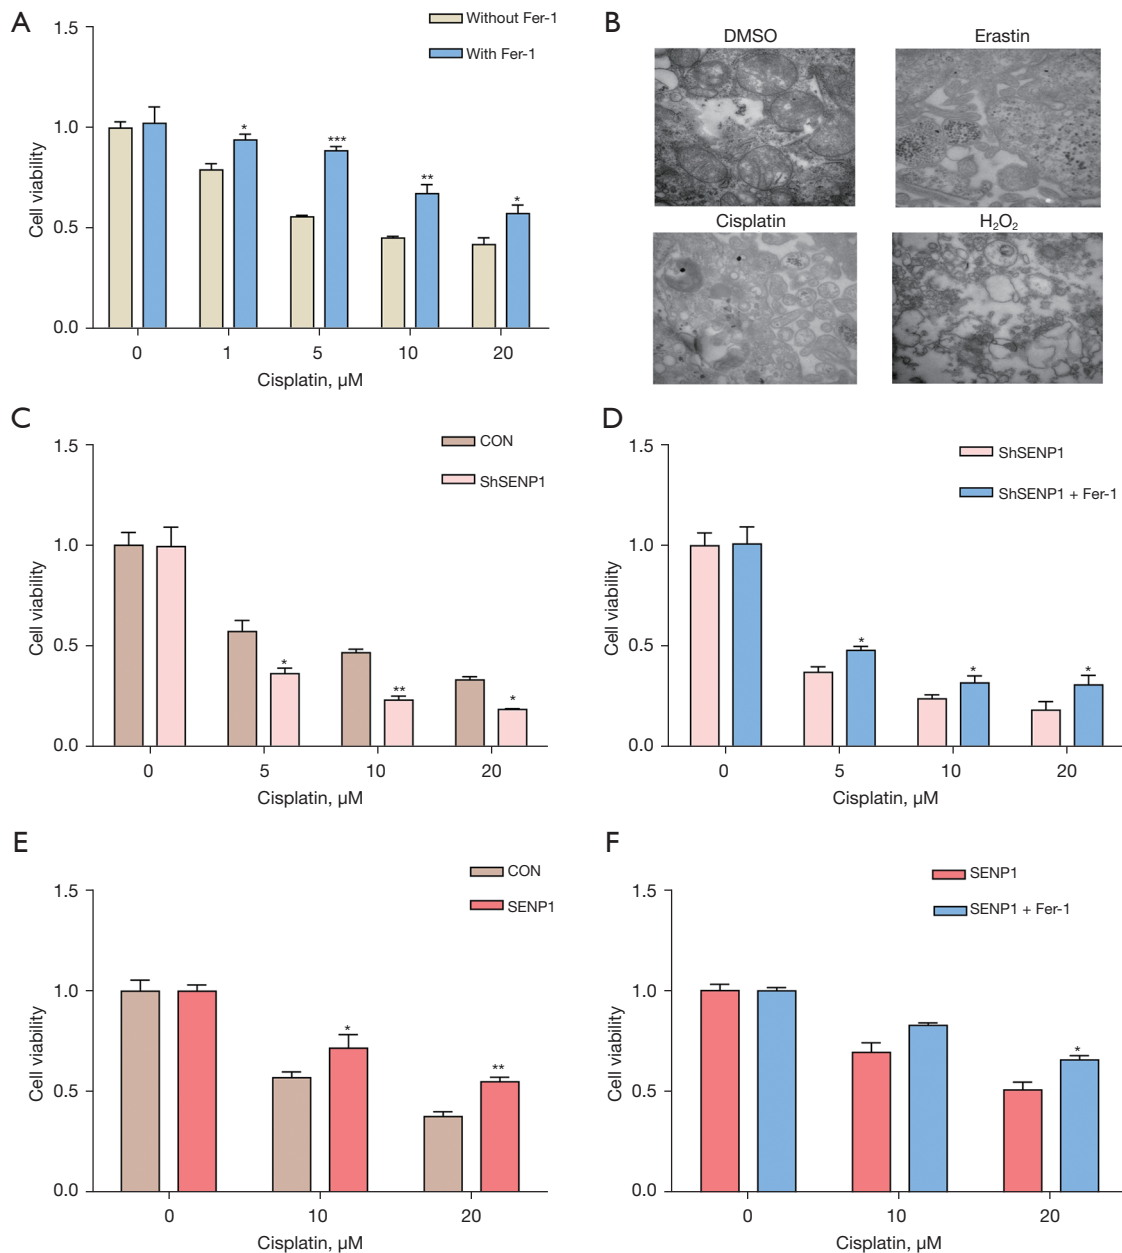 A
1.5
1.0
0.5
0.0
Cell viability
Without Fer-1
With Fer-1
*
***
**
*
0
1
5
10
20
Cisplatin, µM
B
DMSO
Erastin
Cisplatin
H₂O₂
C
1.5
1.0
0.5
0.0
Cell viability
CON
ShSENP1
*
**
*
0
5
10
20
Cisplatin, µM
D
1.5
1.0
0.5
0.0
Cell viability
ShSENP1
ShSENP1 + Fer-1
*
*
*
0
5
10
20
Cisplatin, µM
E
1.5
1.0
0.5
0.0
Cell viability
CON
SENP1
*
**
0
10
20
Cisplatin, µM
F
1.5
1.0
0.5
0.0
Cell viability
SENP1
SENP1 + Fer-1
*
0
10
20
Cisplatin, µM